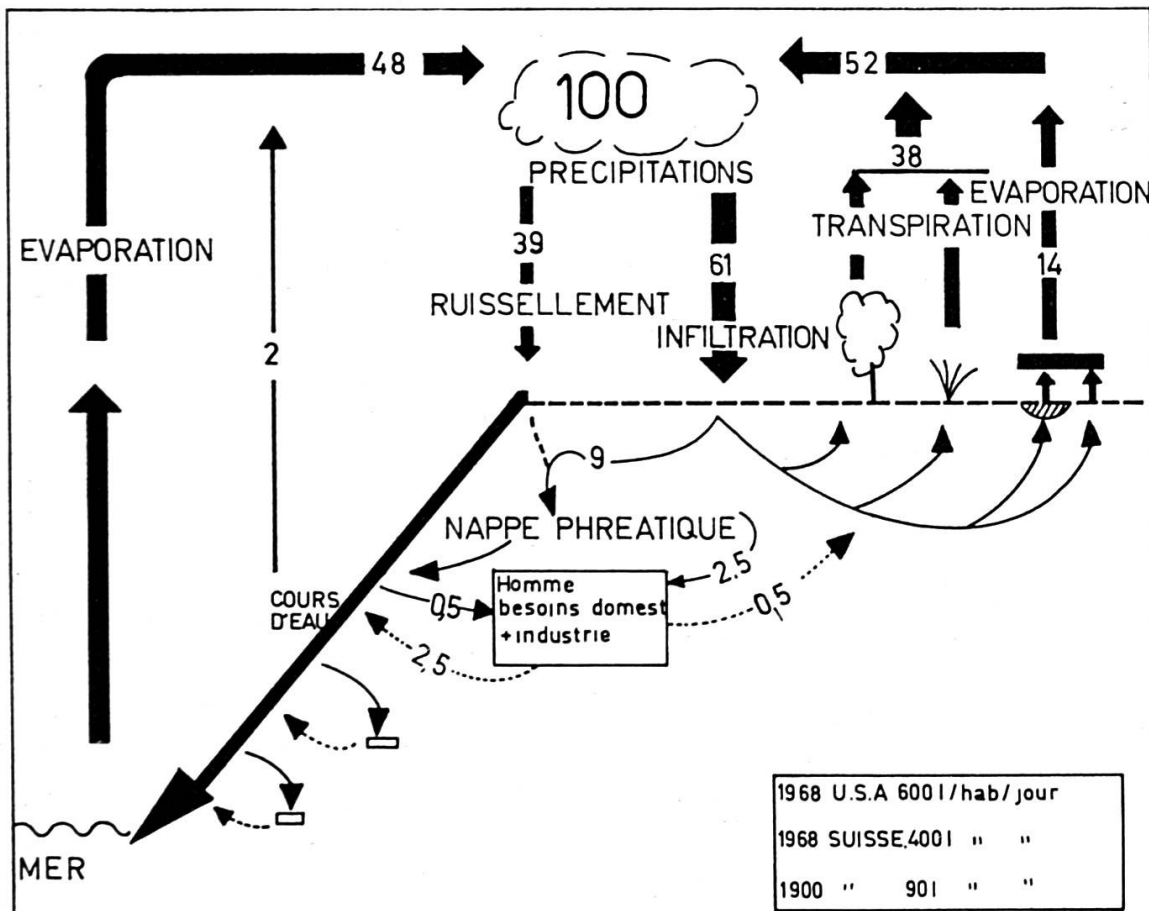 48
100
52
PRECIPITATIONS
38
EVAPORATION
TRANSPIRATION
EVAPORATION
39
61
14
RUISSELLEMENT
INFILTRATION
2
9
NAPPE PHREATIQUE
2.5
COURS
D'EAU
0,5
Homme
besoins domest
+industrie
0,5
2,5
MER
1968 U.S.A 600 l/hab/jour
1968 SUISSE,400 l " "
1900 " 90 l " "